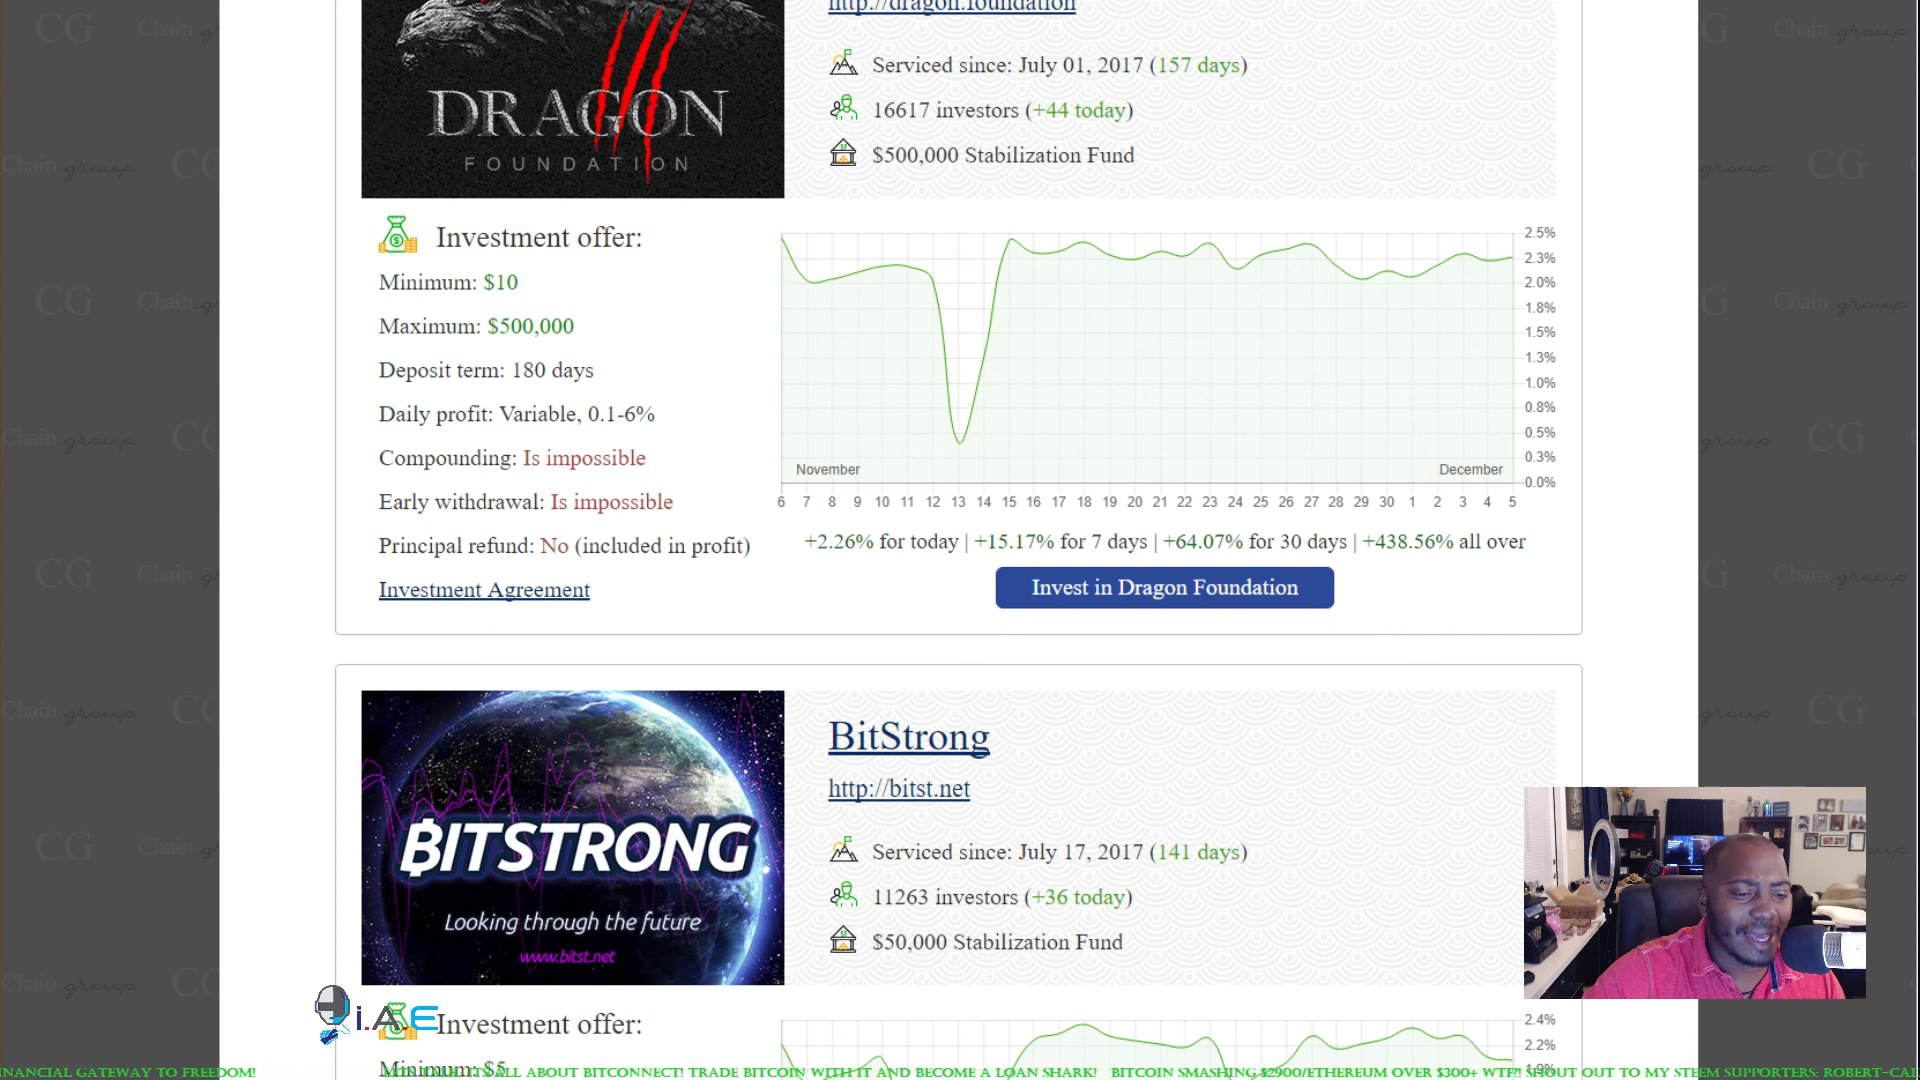 http://dragon.foundation
Serviced since: July 01, 2017 (157 days)
16617 investors (+44 today)
$500,000 Stabilization Fund
DRAGON
FOUNDATION
Investment offer:
Minimum: $10
Maximum: $500,000
Deposit term: 180 days
Daily profit: Variable, 0.1-6%
Compounding: Is impossible
Early withdrawal: Is impossible
Principal refund: No (included in profit)
Investment Agreement
2.5%
2.3%
2.0%
1.8%
1.5%
1.3%
1.0%
0.8%
0.5%
0.3%
0.0%
November December
6 7 8 9 10 11 12 13 14 15 16 17 18 19 20 21 22 23 24 25 26 27 28 29 30 1 2 3 4 5
+2.26% for today | +15.17% for 7 days | +64.07% for 30 days | +438.56% all over
Invest in Dragon Foundation
BITSTRONG
Looking through the future
www.bitst.net
BitStrong
http://bitst.net
Serviced since: July 17, 2017 (141 days)
11263 investors (+36 today)
$50,000 Stabilization Fund
i.A.E
Investment offer:
2.4%
2.2%
Minimum: $5
NANCIAL GATEWAY TO FREEDOM!
ALL ABOUT BITCONNECT! TRADE BITCOIN WITH IT AND BECOME A LOAN SHARK! BITCOIN SMASHING $2900/ETHEREUM OVER $300+ WTF?! SHOUT OUT TO MY STEEM SUPPORTERS: ROBERT-CAL
CG Chain.group